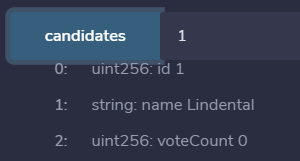 candidates 1
0: uint256: id 1
1: string: name Lindental
2: uint256: voteCount 0